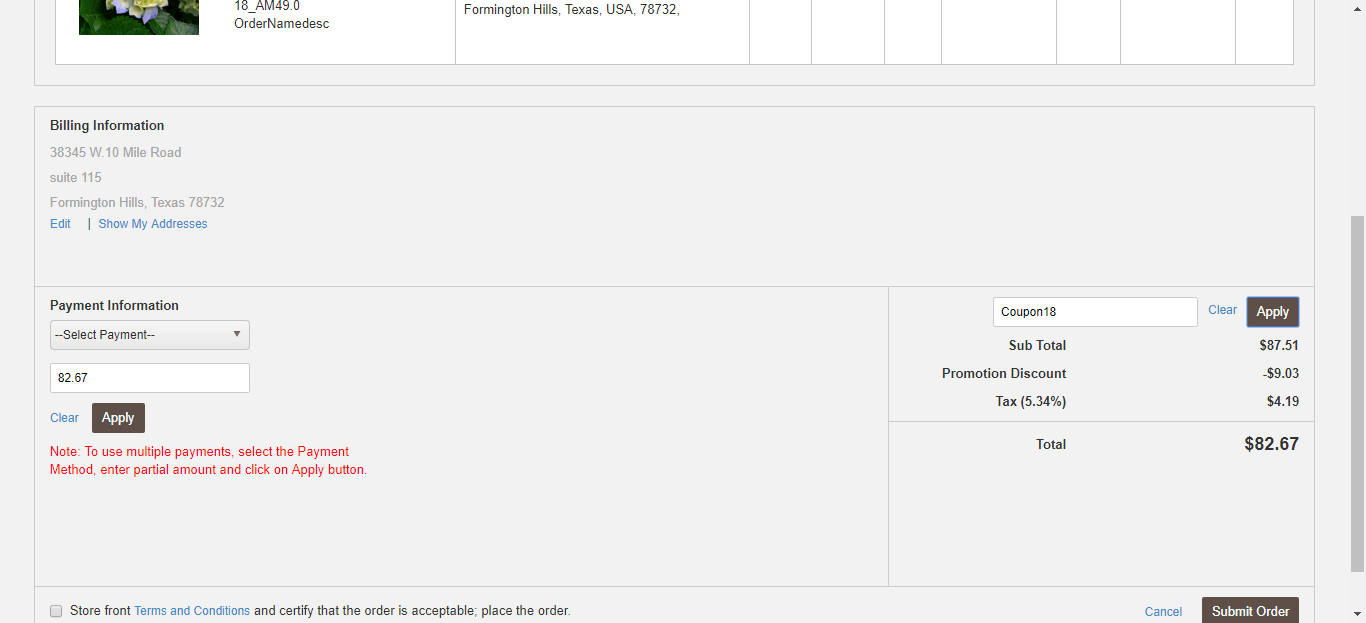 18_AM49.0
OrderNamedesc
Formington Hills, Texas, USA, 78732,
Billing Information
38345 W.10 Mile Road
suite 115
Formington Hills, Texas 78732
Edit | Show My Addresses
Payment Information
--Select Payment--
82.67
Clear Apply
Note: To use multiple payments, select the Payment
Method, enter partial amount and click on Apply button.
Coupon18 Clear Apply
Sub Total $87.51
Promotion Discount -$9.03
Tax (5.34%) $4.19
Total $82.67
Store front Terms and Conditions and certify that the order is acceptable; place the order.
Cancel Submit Order